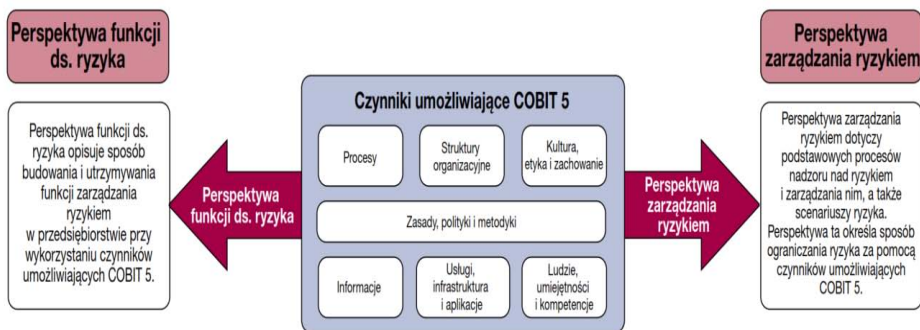 Perspektywa funkcji
ds. ryzyka
Perspektywa funkcji ds.
ryzyka opisuje sposób
budowania i utrzymywania
funkcji zarządzania
ryzykiem
w przedsiębiorstwie przy
wykorzystaniu czynników
umożliwiających COBIT 5.
Perspektywa
funkcji ds. ryzyka
Czynniki umożliwiające COBIT 5
Procesy
Struktury
organizacyjne
Kultura,
etyka i zachowanie
Zasady, polityki i metodyki
Informacje
Usługi,
infrastruktura
i aplikacje
Ludzie,
umiejętności
i kompetencje
Perspektywa
zarządzania
ryzykiem
Perspektywa
zarządzania ryzykiem
Perspektywa zarządzania
ryzykiem dotyczy
podstawowych procesów
nadzoru nad ryzykiem
i zarządzania nim, a także
scenariuszy ryzyka.
Perspektywa ta określa sposób
ograniczania ryzyka za pomocą
czynników umożliwiających
COBIT 5.